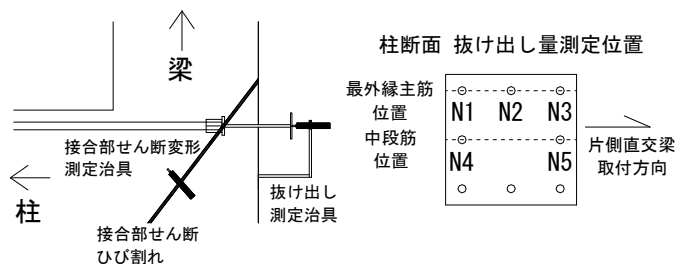 梁
接合部せん断変形
測定治具
柱
抜け出し
測定治具
接合部せん断
ひび割れ
柱断面 抜け出し量測定位置
最外縁主筋
位置
中段筋
位置
N1 N2 N3
N4 N5
片側直交梁
取付方向